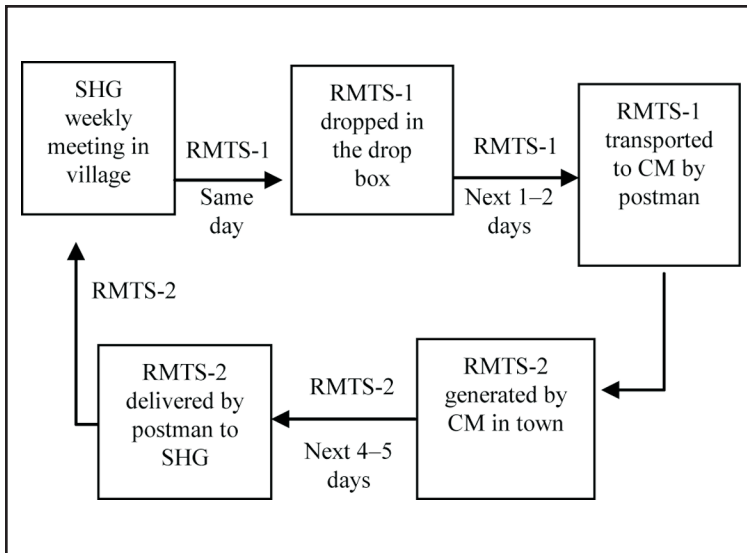 SHG
weekly
meeting in
village
RMTS-1
Same
day
RMTS-1
dropped in
the drop
box
RMTS-1
Next 1–2
days
RMTS-1
transported
to CM by
postman
RMTS-2
generated by
CM in town
RMTS-2
Next 4–5
days
RMTS-2
delivered by
postman to
SHG
RMTS-2